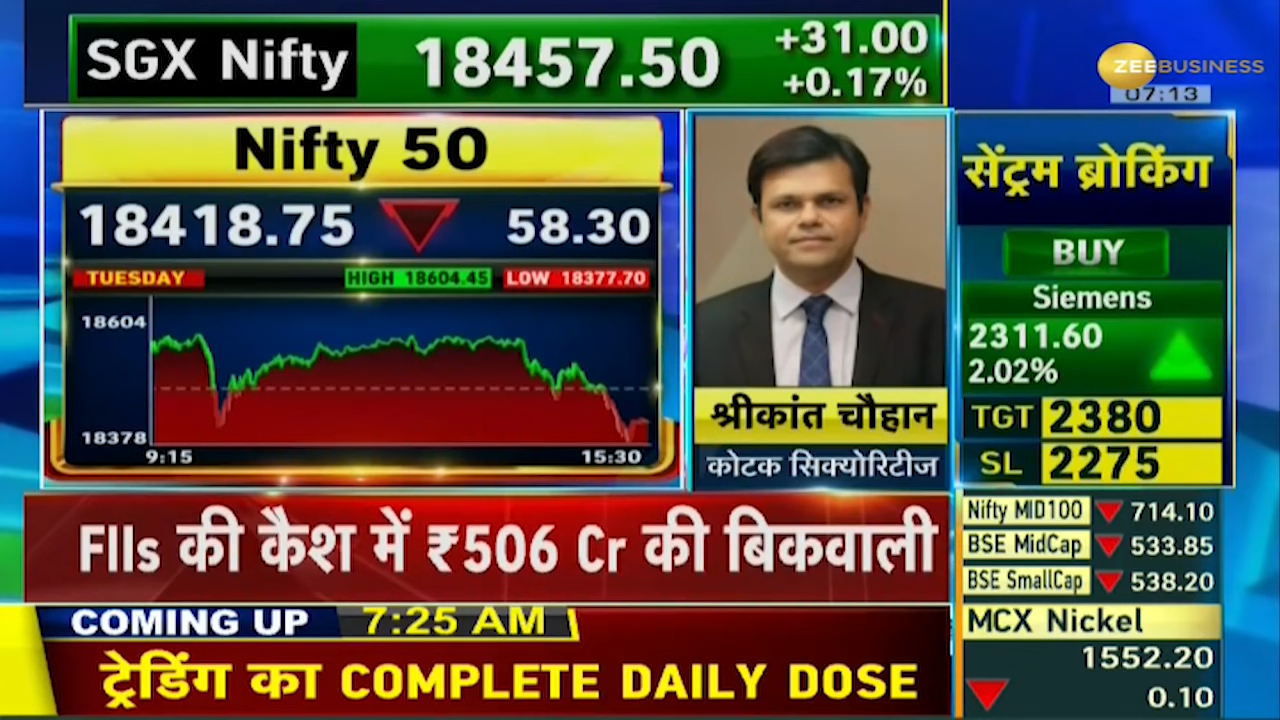 SGX Nifty 18457.50 +31.00
+0.17%
ZEEBUSINESS
07:13
Nifty 50
18418.75 58.30
TUESDAY HIGH 18604.45 LOW 18377.70
18604
18378
9:15 15:30
श्रीकांत चौहान
कोटक सिक्योरिटीज
सेंट्रम ब्रोकिंग
BUY
Siemens
2311.60
2.02%
TGT 2380
SL 2275
Nifty MID100 714.10
BSE MidCap 533.85
BSE SmallCap 538.20
MCX Nickel
1552.20
0.10
FIIs की कैश में ₹506 Cr की बिकवाली
COMING UP 7:25 AM
ट्रेडिंग का COMPLETE DAILY DOSE